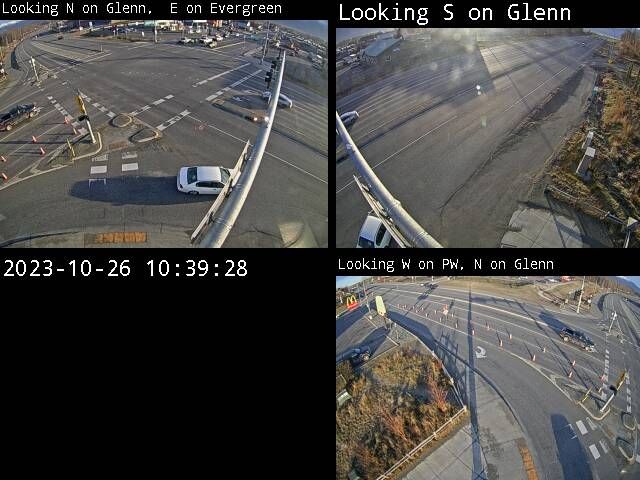 Looking N on Glenn,  E on Evergreen
Looking S on Glenn
2023-10-26 10:39:28
Looking W on PW, N on Glenn